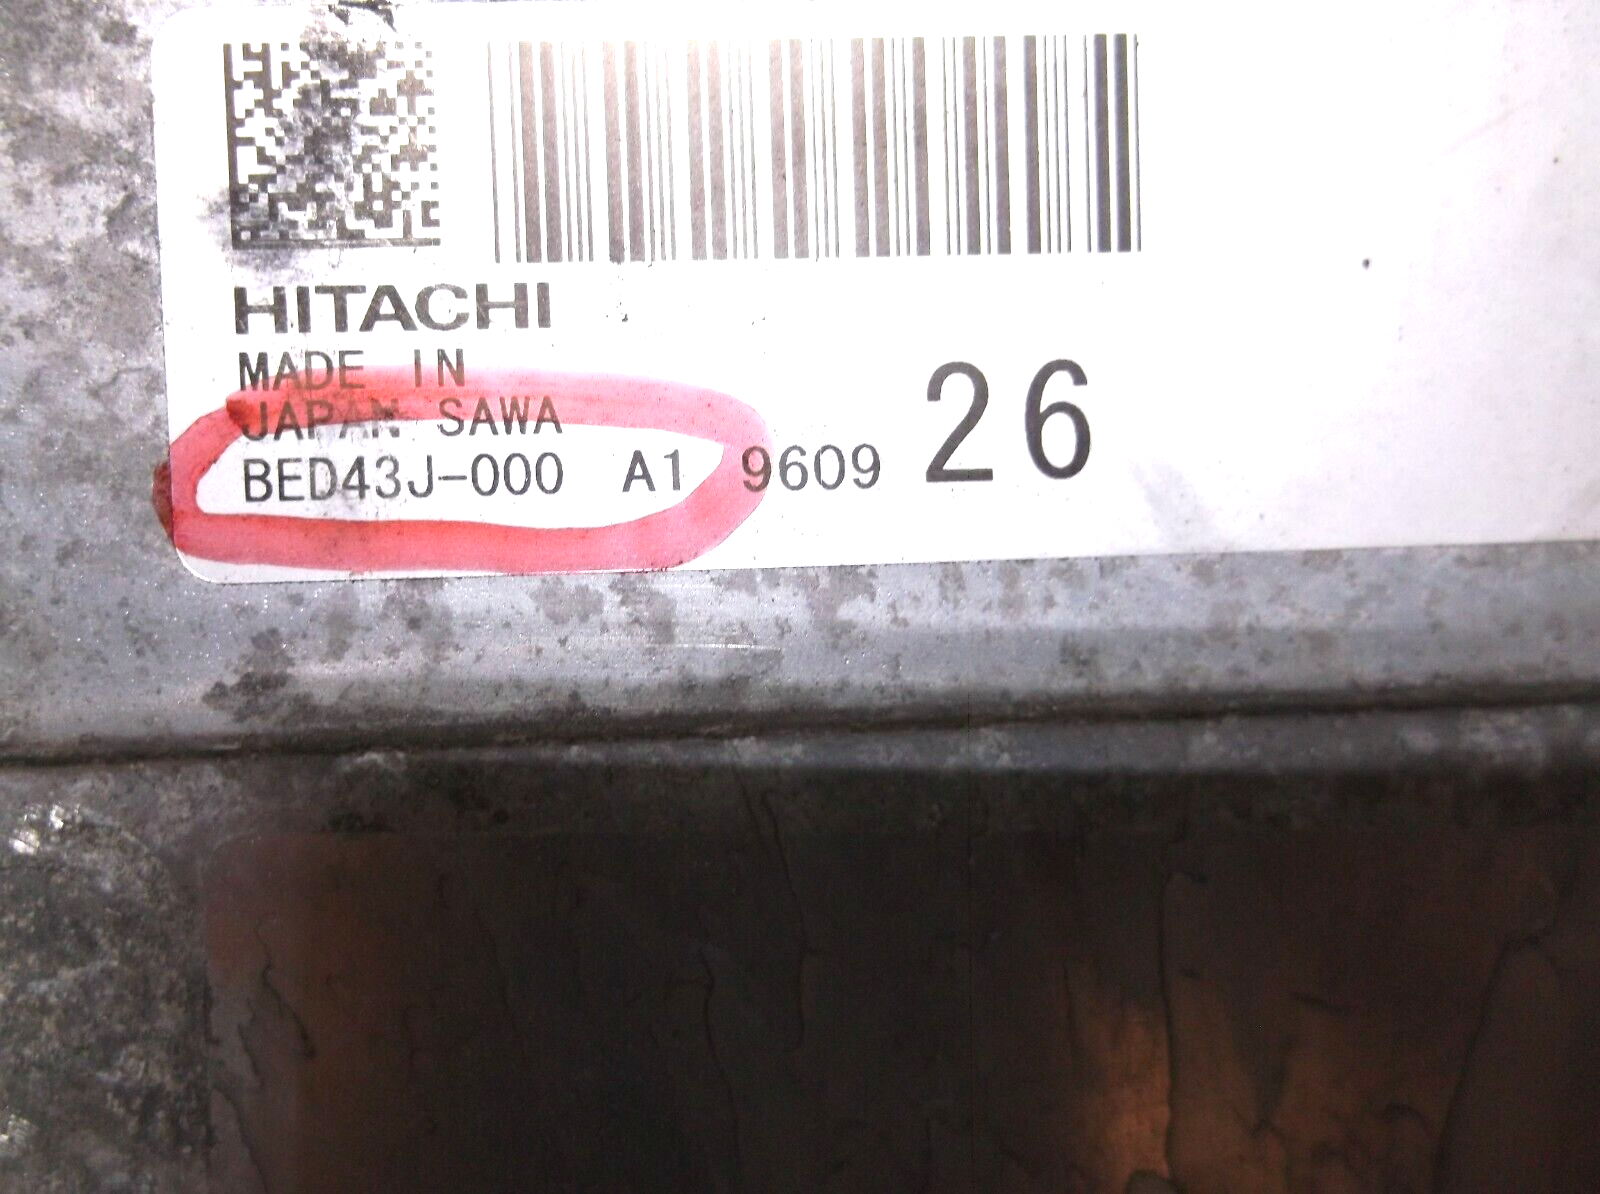 HITACHI
MADE IN
JAPAN SAWA
BED43J-000 A1 9609 26